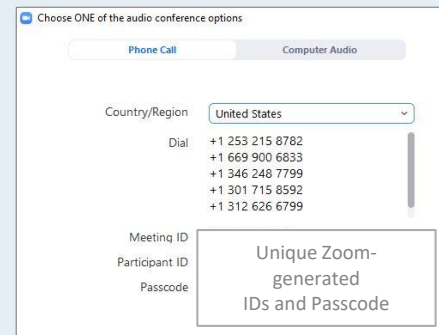 Choose ONE of the audio conference options
Phone Call Computer Audio
Country/Region United States
Dial +1 253 215 8782
+1 669 900 6833
+1 346 248 7799
+1 301 715 8592
+1 312 626 6799
Meeting ID
Participant ID
Passcode
Unique Zoom-
generated
IDs and Passcode